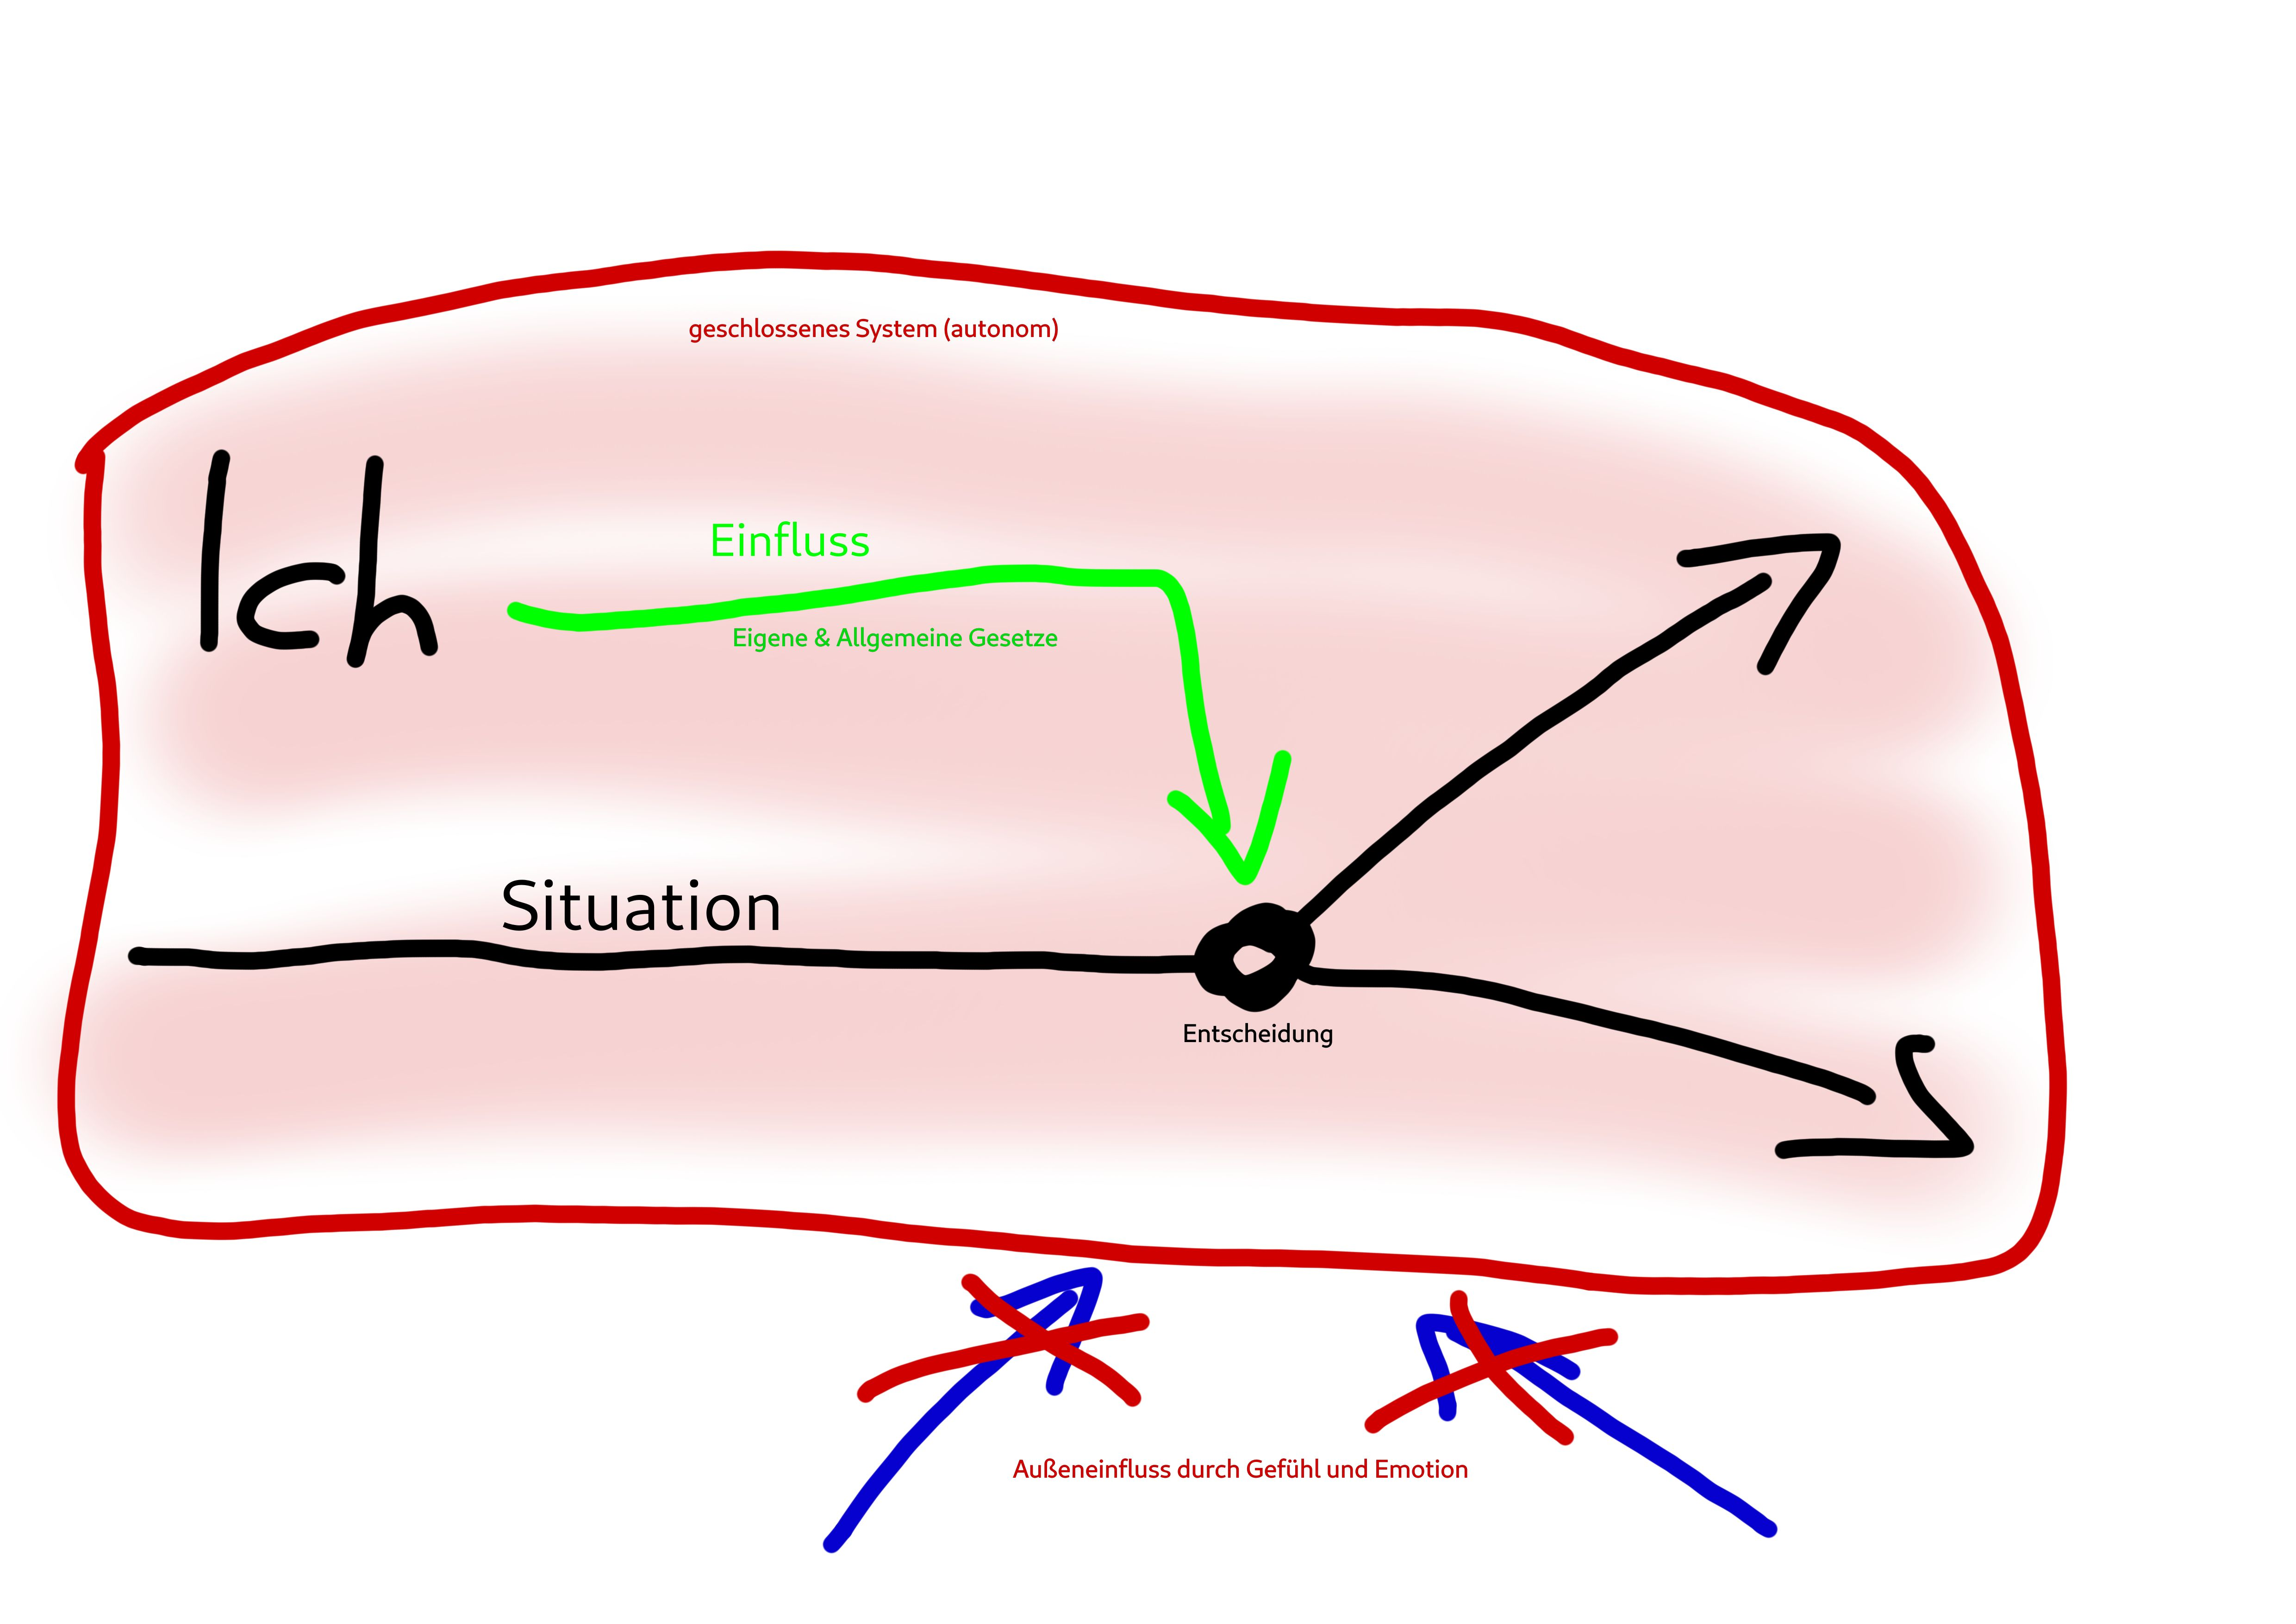 geschlossenes System (autonom)
Ich
Einfluss
Eigene & Allgemeine Gesetze
Situation
Entscheidung
Außeneinfluss durch Gefühl und Emotion